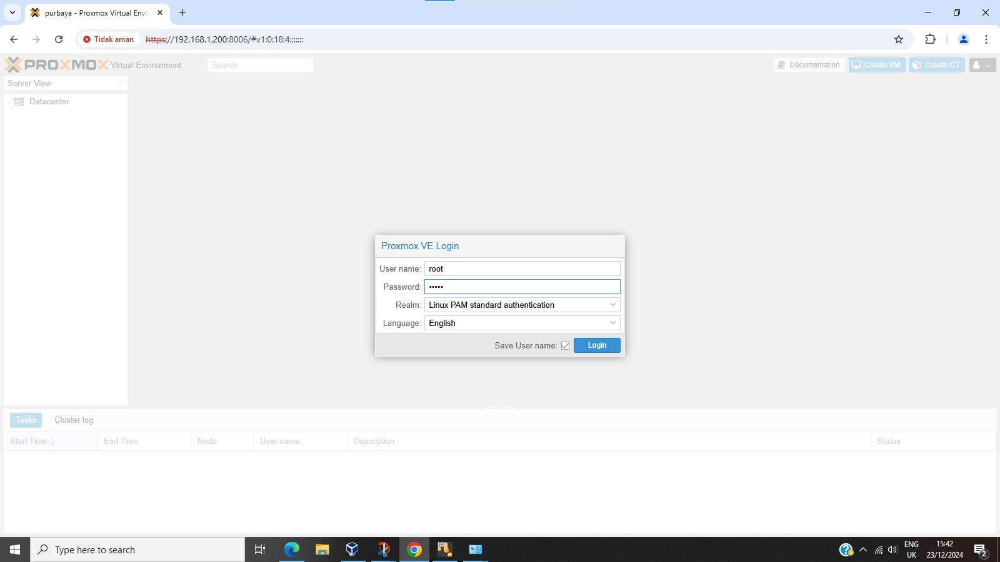 purbaya - Proxmox Virtual Envir
Tidak aman https://192.168.1.200:8006/#v1:0:18:4:::::::
PROXMOX Virtual Environment Search Documentation Create VM Create CT
Server View
Datacenter
Proxmox VE Login
User name: root
Password: •••••
Realm: Linux PAM standard authentication
Language: English
Save User name: Login
Tasks Cluster log
Start Time End Time Node User name Description Status
Type here to search
ENG 15:42
UK 23/12/2024 2